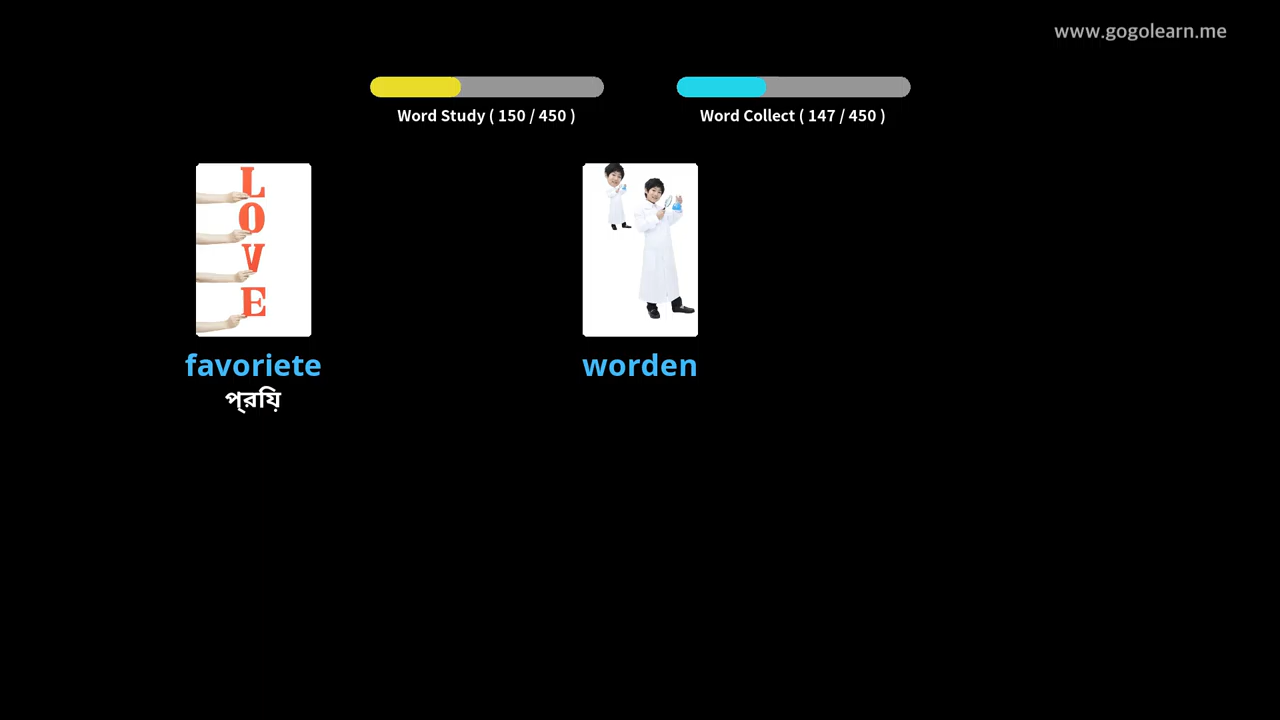 www.gogolearn.me
Word Study ( 150 / 450 )
Word Collect ( 147 / 450 )
L
O
V
E
favoriete
worden
প্রিয়